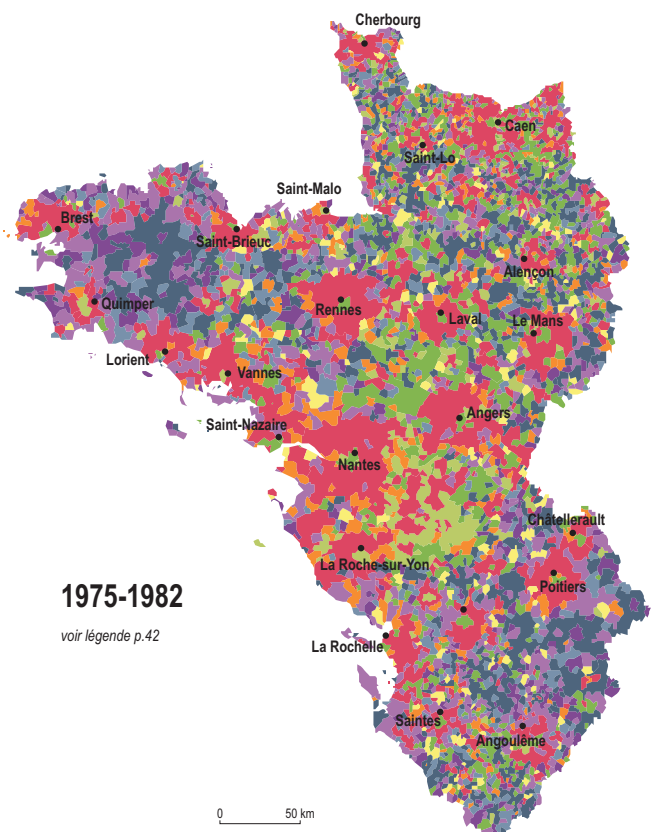 Cherbourg
Caen
Saint-Lo
Saint-Malo
Brest
Saint-Brieuc
Alençon
Quimper
Rennes
Laval
Le Mans
Lorient
Vannes
Angers
Saint-Nazaire
Nantes
Châtellerault
La Roche-sur-Yon
Poitiers
1975-1982
voir légende p.42
La Rochelle
Saintes
Angoulême
0 50 km